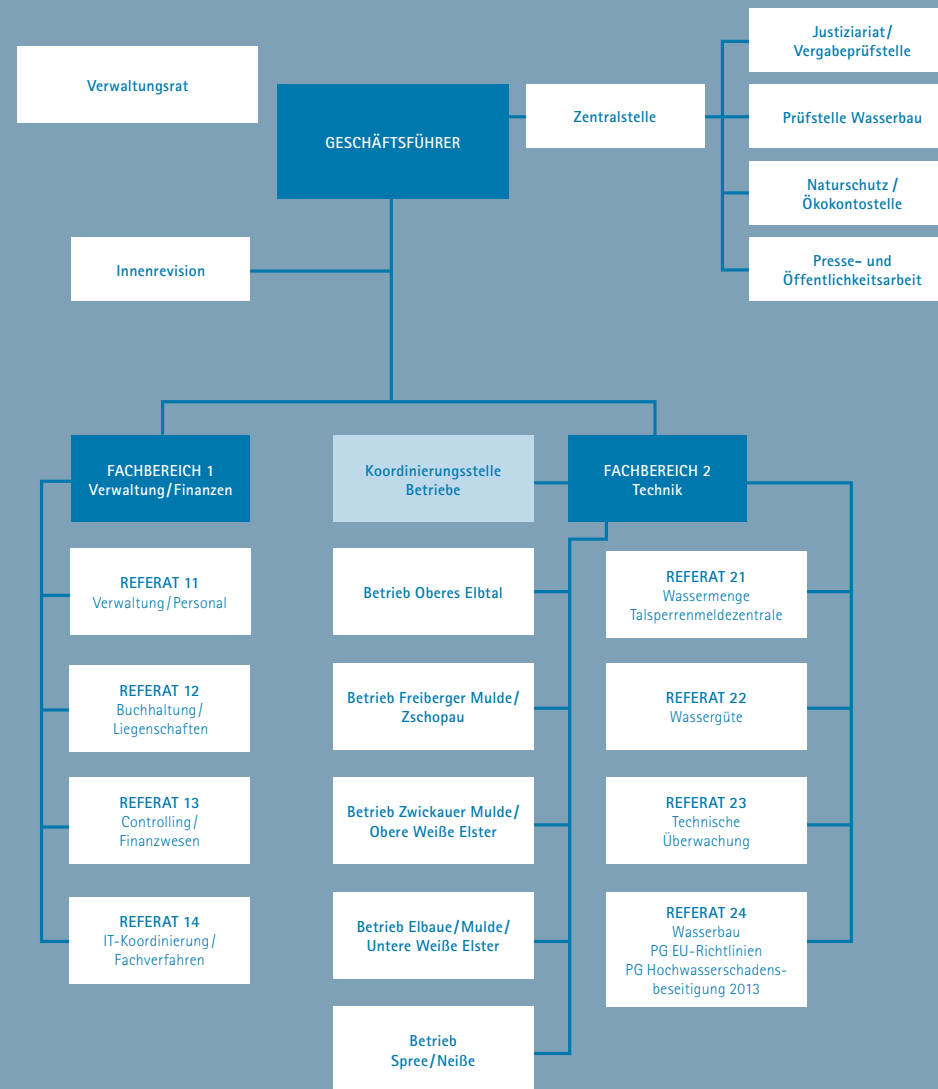 Verwaltungsrat
GESCHÄFTSFÜHRER
Zentralstelle
Justiziariat/
Vergabeprüfstelle
Prüfstelle Wasserbau
Naturschutz /
Ökokontostelle
Presse- und
Öffentlichkeitsarbeit
Innenrevision
FACHBEREICH 1
Verwaltung/Finanzen
REFERAT 11
Verwaltung/Personal
REFERAT 12
Buchhaltung/
Liegenschaften
REFERAT 13
Controlling/
Finanzwesen
REFERAT 14
IT-Koordinierung/
Fachverfahren
Koordinierungsstelle
Betriebe
Betrieb Oberes Elbtal
Betrieb Freiberger Mulde/
Zschopau
Betrieb Zwickauer Mulde/
Obere Weiße Elster
Betrieb Elbaue/Mulde/
Untere Weiße Elster
Betrieb
Spree/Neiße
FACHBEREICH 2
Technik
REFERAT 21
Wassermenge
Talsperrenmeldezentrale
REFERAT 22
Wassergüte
REFERAT 23
Technische
Überwachung
REFERAT 24
Wasserbau
PG EU-Richtlinien
PG Hochwasserschadens-
beseitigung 2013